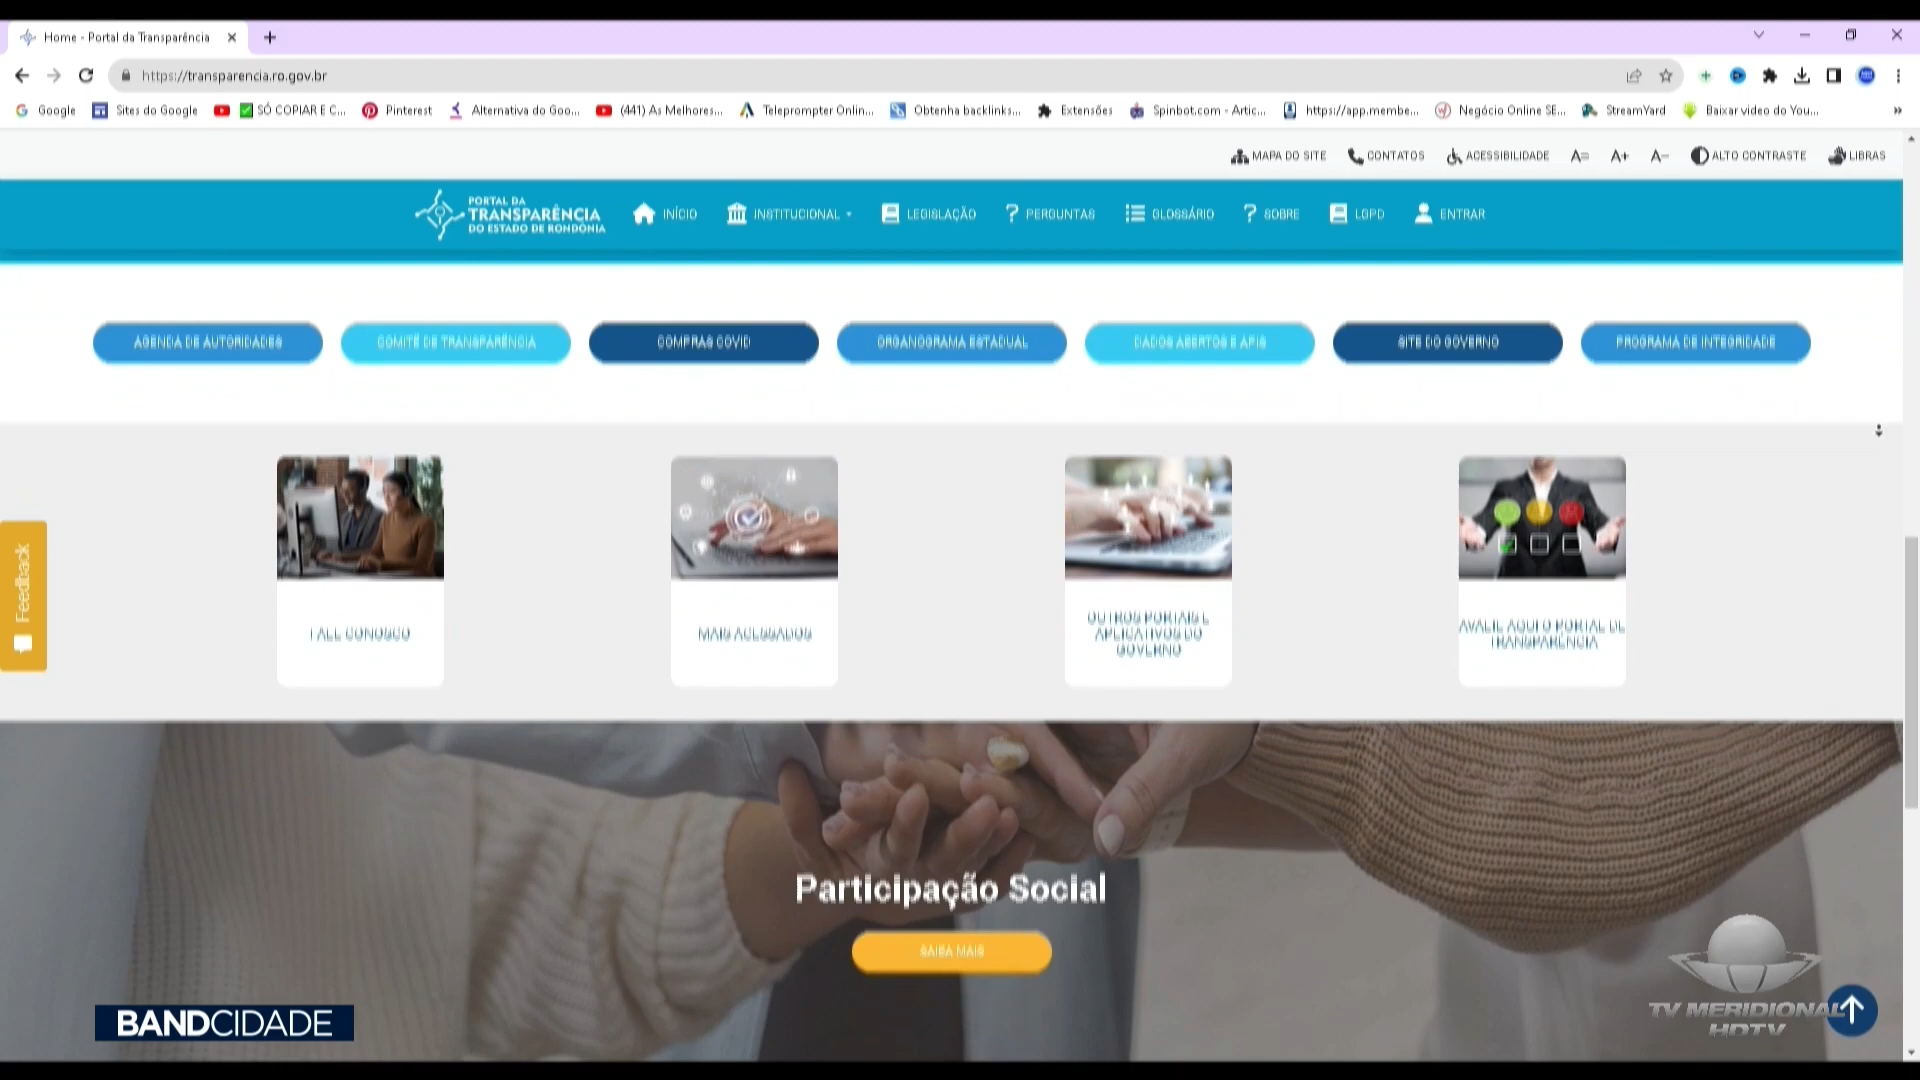 Home - Portal da Transparência
https://transparencia.ro.gov.br
Google
Sites do Google
SÓ COPIAR E C...
Pinterest
Alternativa do Goo...
(441) As Melhores...
Teleprompter Onlin...
Obtenha backlinks...
Extensões
Spinbot.com - Artic...
https://app.membe...
Negócio Online SE...
StreamYard
Baixar video do You...
»
MAPA DO SITE
CONTATOS
ACESSIBILIDADE
A=
A+
A-
ALTO CONTRASTE
LIBRAS
PORTAL DA
TRANSPARÊNCIA
DO ESTADO DE RONDÔNIA
INÍCIO
INSTITUCIONAL
LEGISLAÇÃO
PERGUNTAS
GLOSSÁRIO
SOBRE
LGPD
ENTRAR
AGENDA DE AUTORIDADES
COMITÊ DE TRANSPARÊNCIA
COMPRAS COVID
ORGANOGRAMA ESTADUAL
DADOS ABERTOS E APIS
SITE DO GOVERNO
PROGRAMA DE INTEGRIDADE
Feedback
FALE CONOSCO
MAIS ACESSADOS
OUTROS PORTAIS E
APLICATIVOS DO
GOVERNO
AVALIE AQUI O PORTAL DE
TRANSPARÊNCIA
Participação Social
SAIBA MAIS
BANDCIDADE
TV MERIDIONAL
HDTV